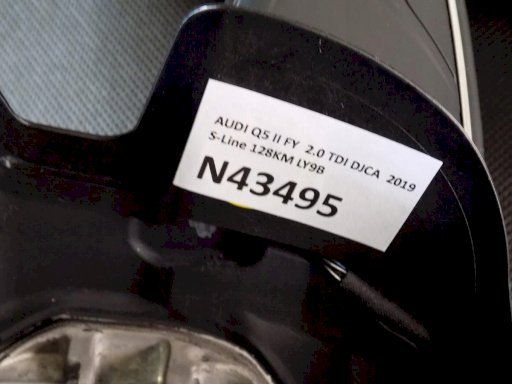 AUDI Q5 II FY 2.0 TDI DJCA 2019
S-Line 128KM LY9B
N43495